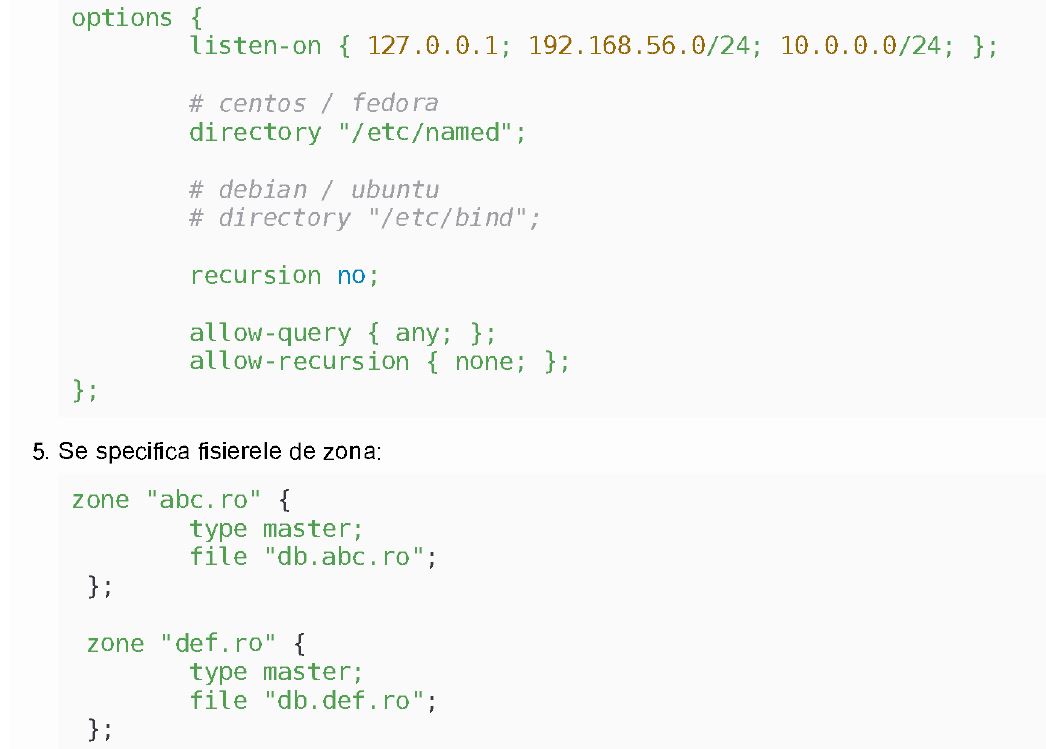 options {
listen-on { 127.0.0.1; 192.168.56.0/24; 10.0.0.0/24; };
# centos / fedora
directory "/etc/named";
# debian / ubuntu
# directory "/etc/bind";
recursion no;
allow-query { any; };
allow-recursion { none; };
};
5. Se specifica fisierele de zona:
zone "abc.ro" {
type master;
file "db.abc.ro";
};
zone "def.ro" {
type master;
file "db.def.ro";
};